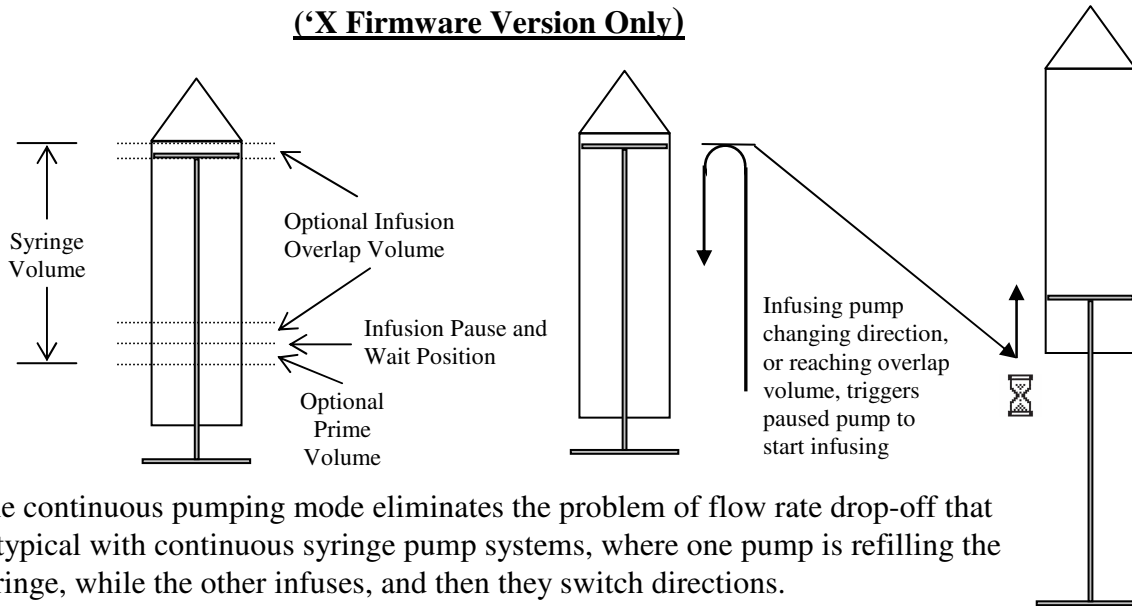 (‘X Firmware Version Only)
Syringe
Volume
Optional Infusion
Overlap Volume
Infusion Pause and
Wait Position
Optional
Prime
Volume
Infusing pump
changing direction,
or reaching overlap
volume, triggers
paused pump to
start infusing
continuous pumping mode eliminates the problem of flow rate drop-off that
typical with continuous syringe pump systems, where one pump is refilling the
while the other infuses, and then they switch directions.